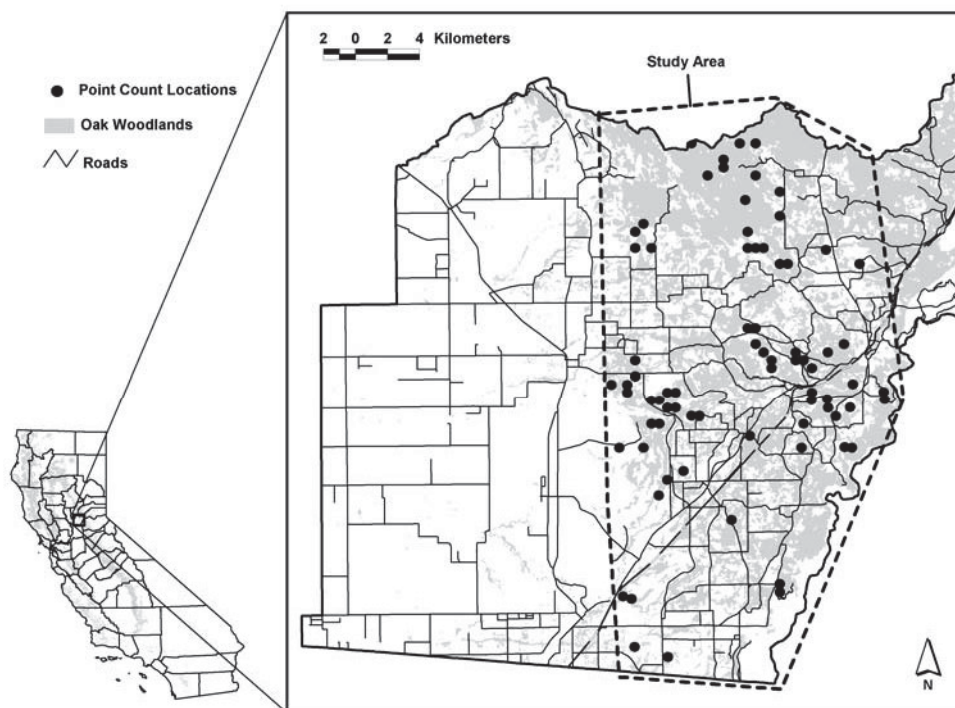 2 0 2 4 Kilometers
Study Area
Point Count Locations
Oak Woodlands
Roads
N